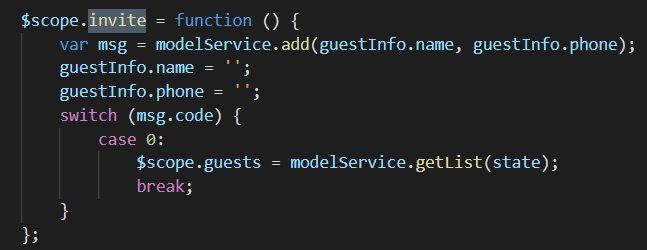 $scope.invite = function () {
var msg = modelService.add(guestInfo.name, guestInfo.phone);
guestInfo.name = '';
guestInfo.phone = '';
switch (msg.code) {
case 0:
$scope.guests = modelService.getList(state);
break;
}
};